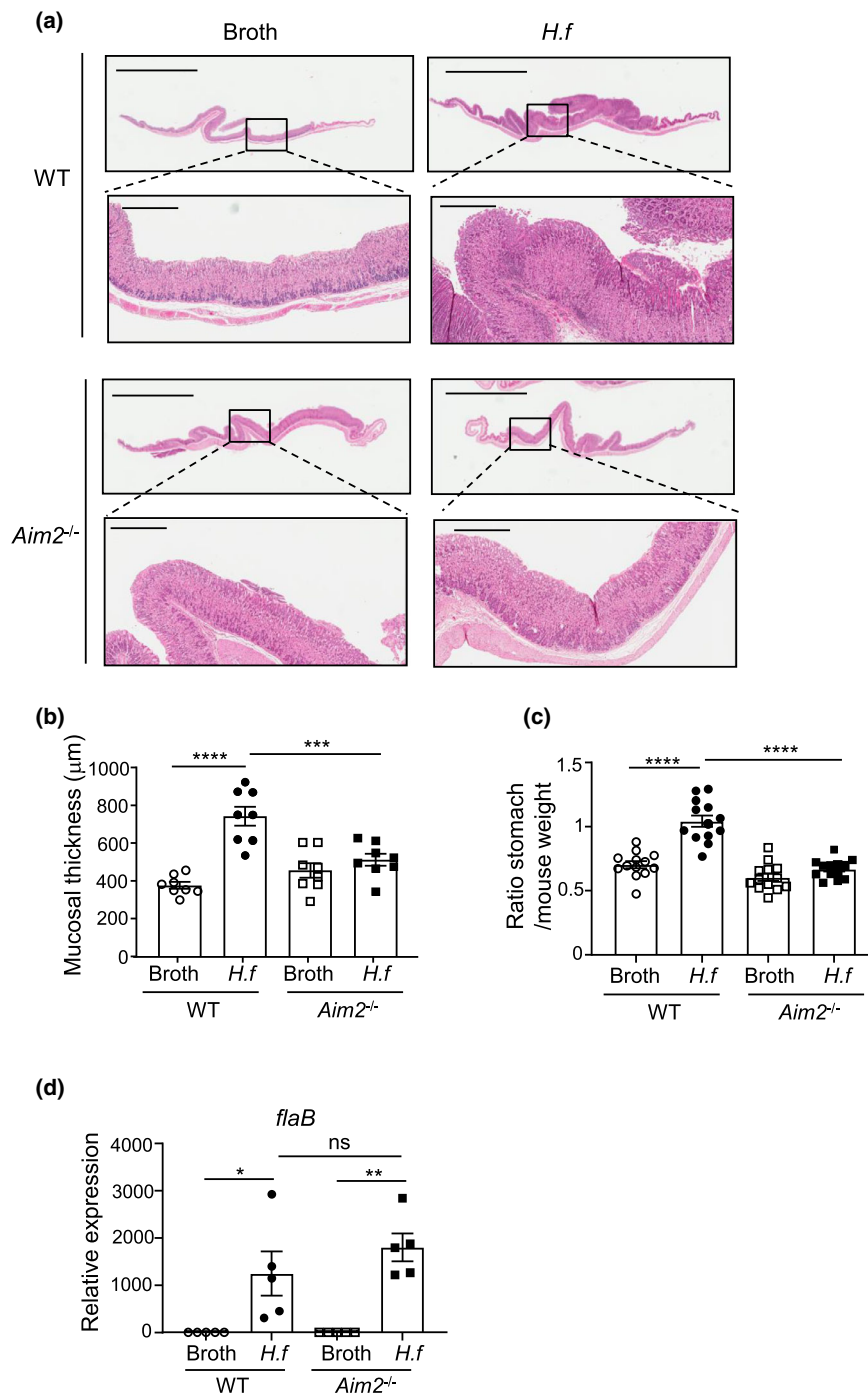 (a)
Broth
H.f
WT
Aim2-/-
(b)
Mucosal thickness (μm)
1000
800
600
400
200
0
****
***
Broth
H.f
Broth
H.f
WT
Aim2-/-
(c)
Ratio stomach
/mouse weight
1.5
1
0.5
0
****
****
Broth
H.f
Broth
H.f
WT
Aim2-/-
(d)
flaB
Relative expression
4000
3000
2000
1000
0
ns
*
**
Broth
H.f
Broth
H.f
WT
Aim2-/-